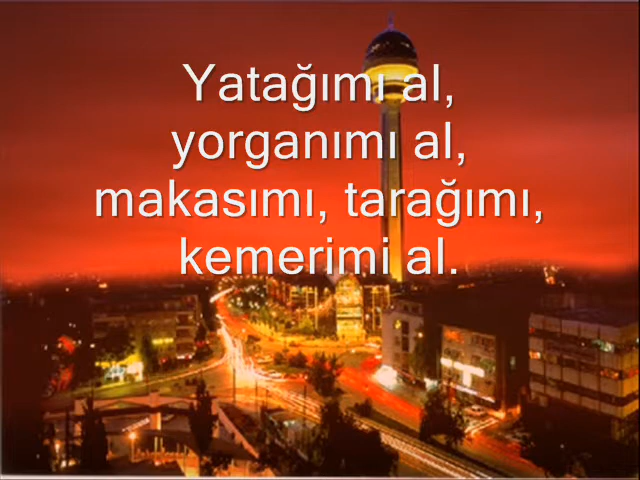 Yatağımı al,
yorganımı al,
makasımı, tarağımı,
kemerimi al.